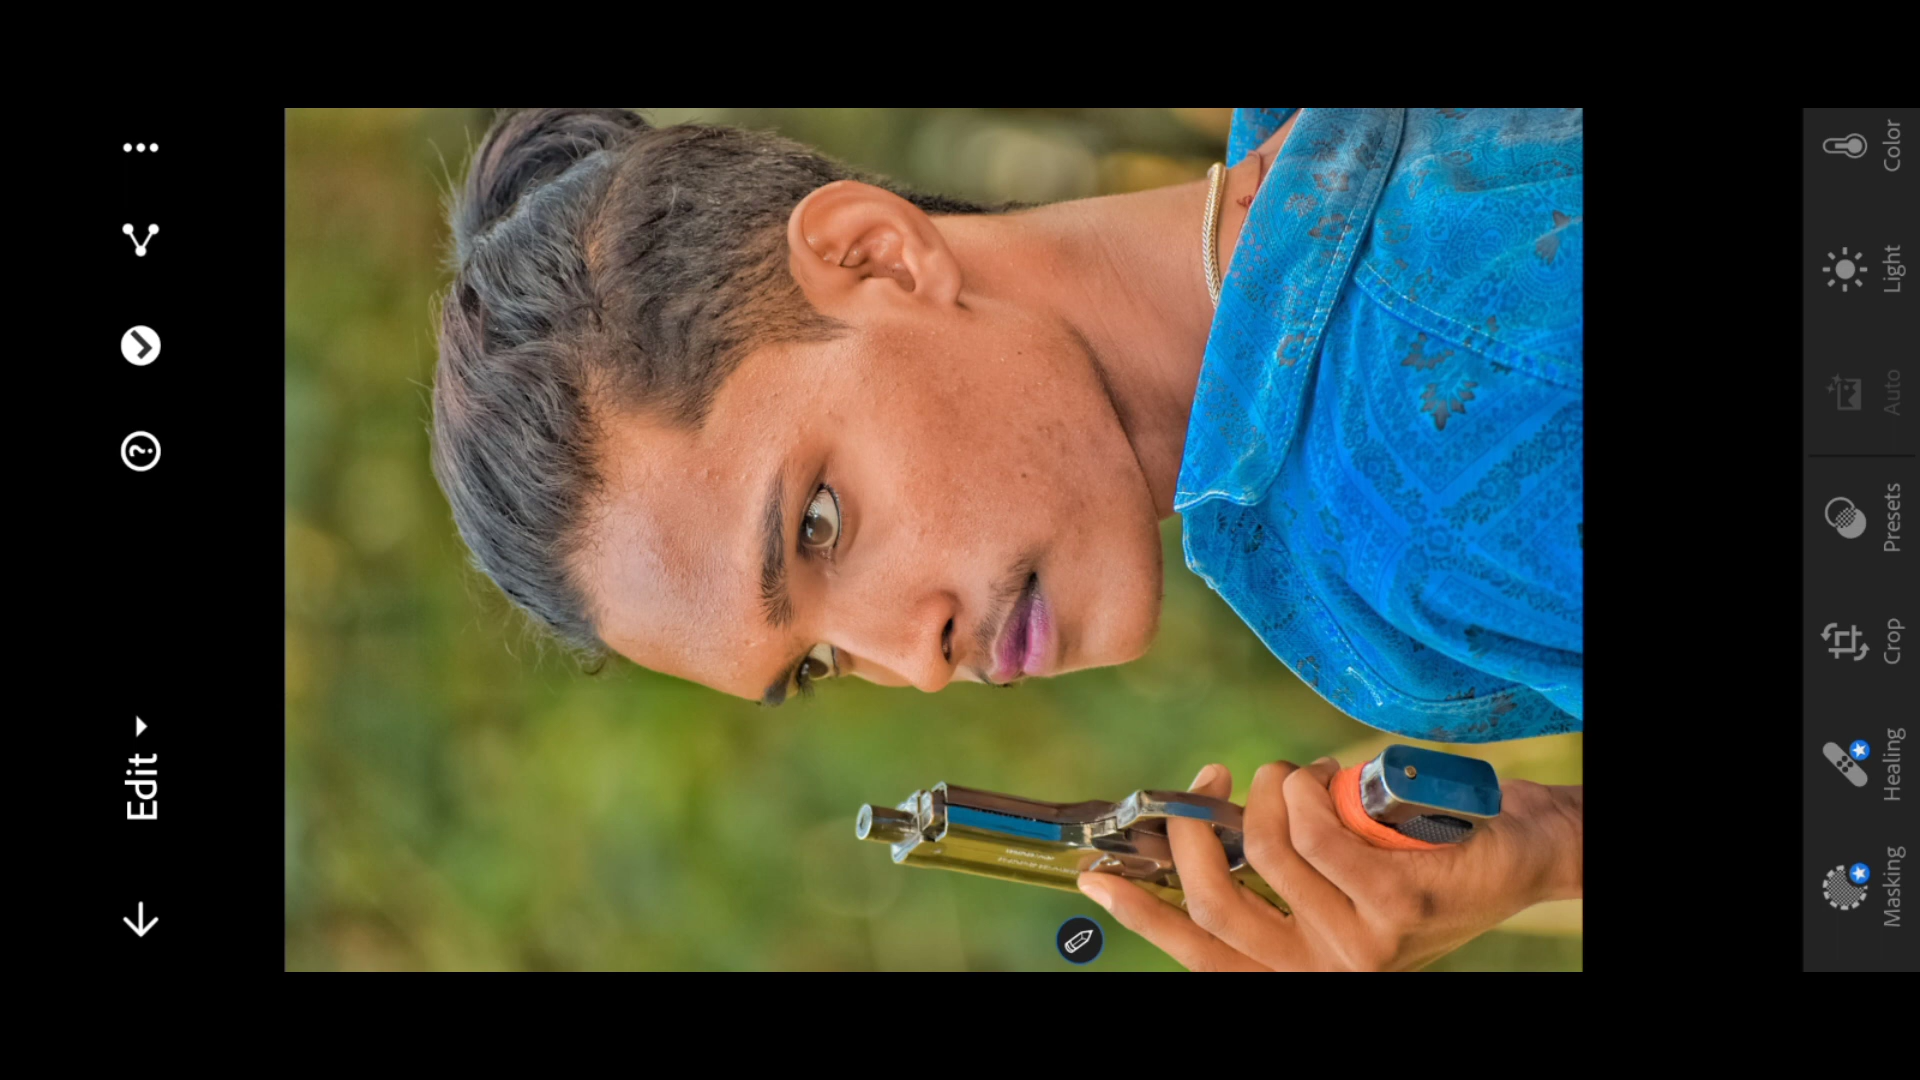 Edit
Masking
Healing
Crop
Presets
Auto
Light
Color